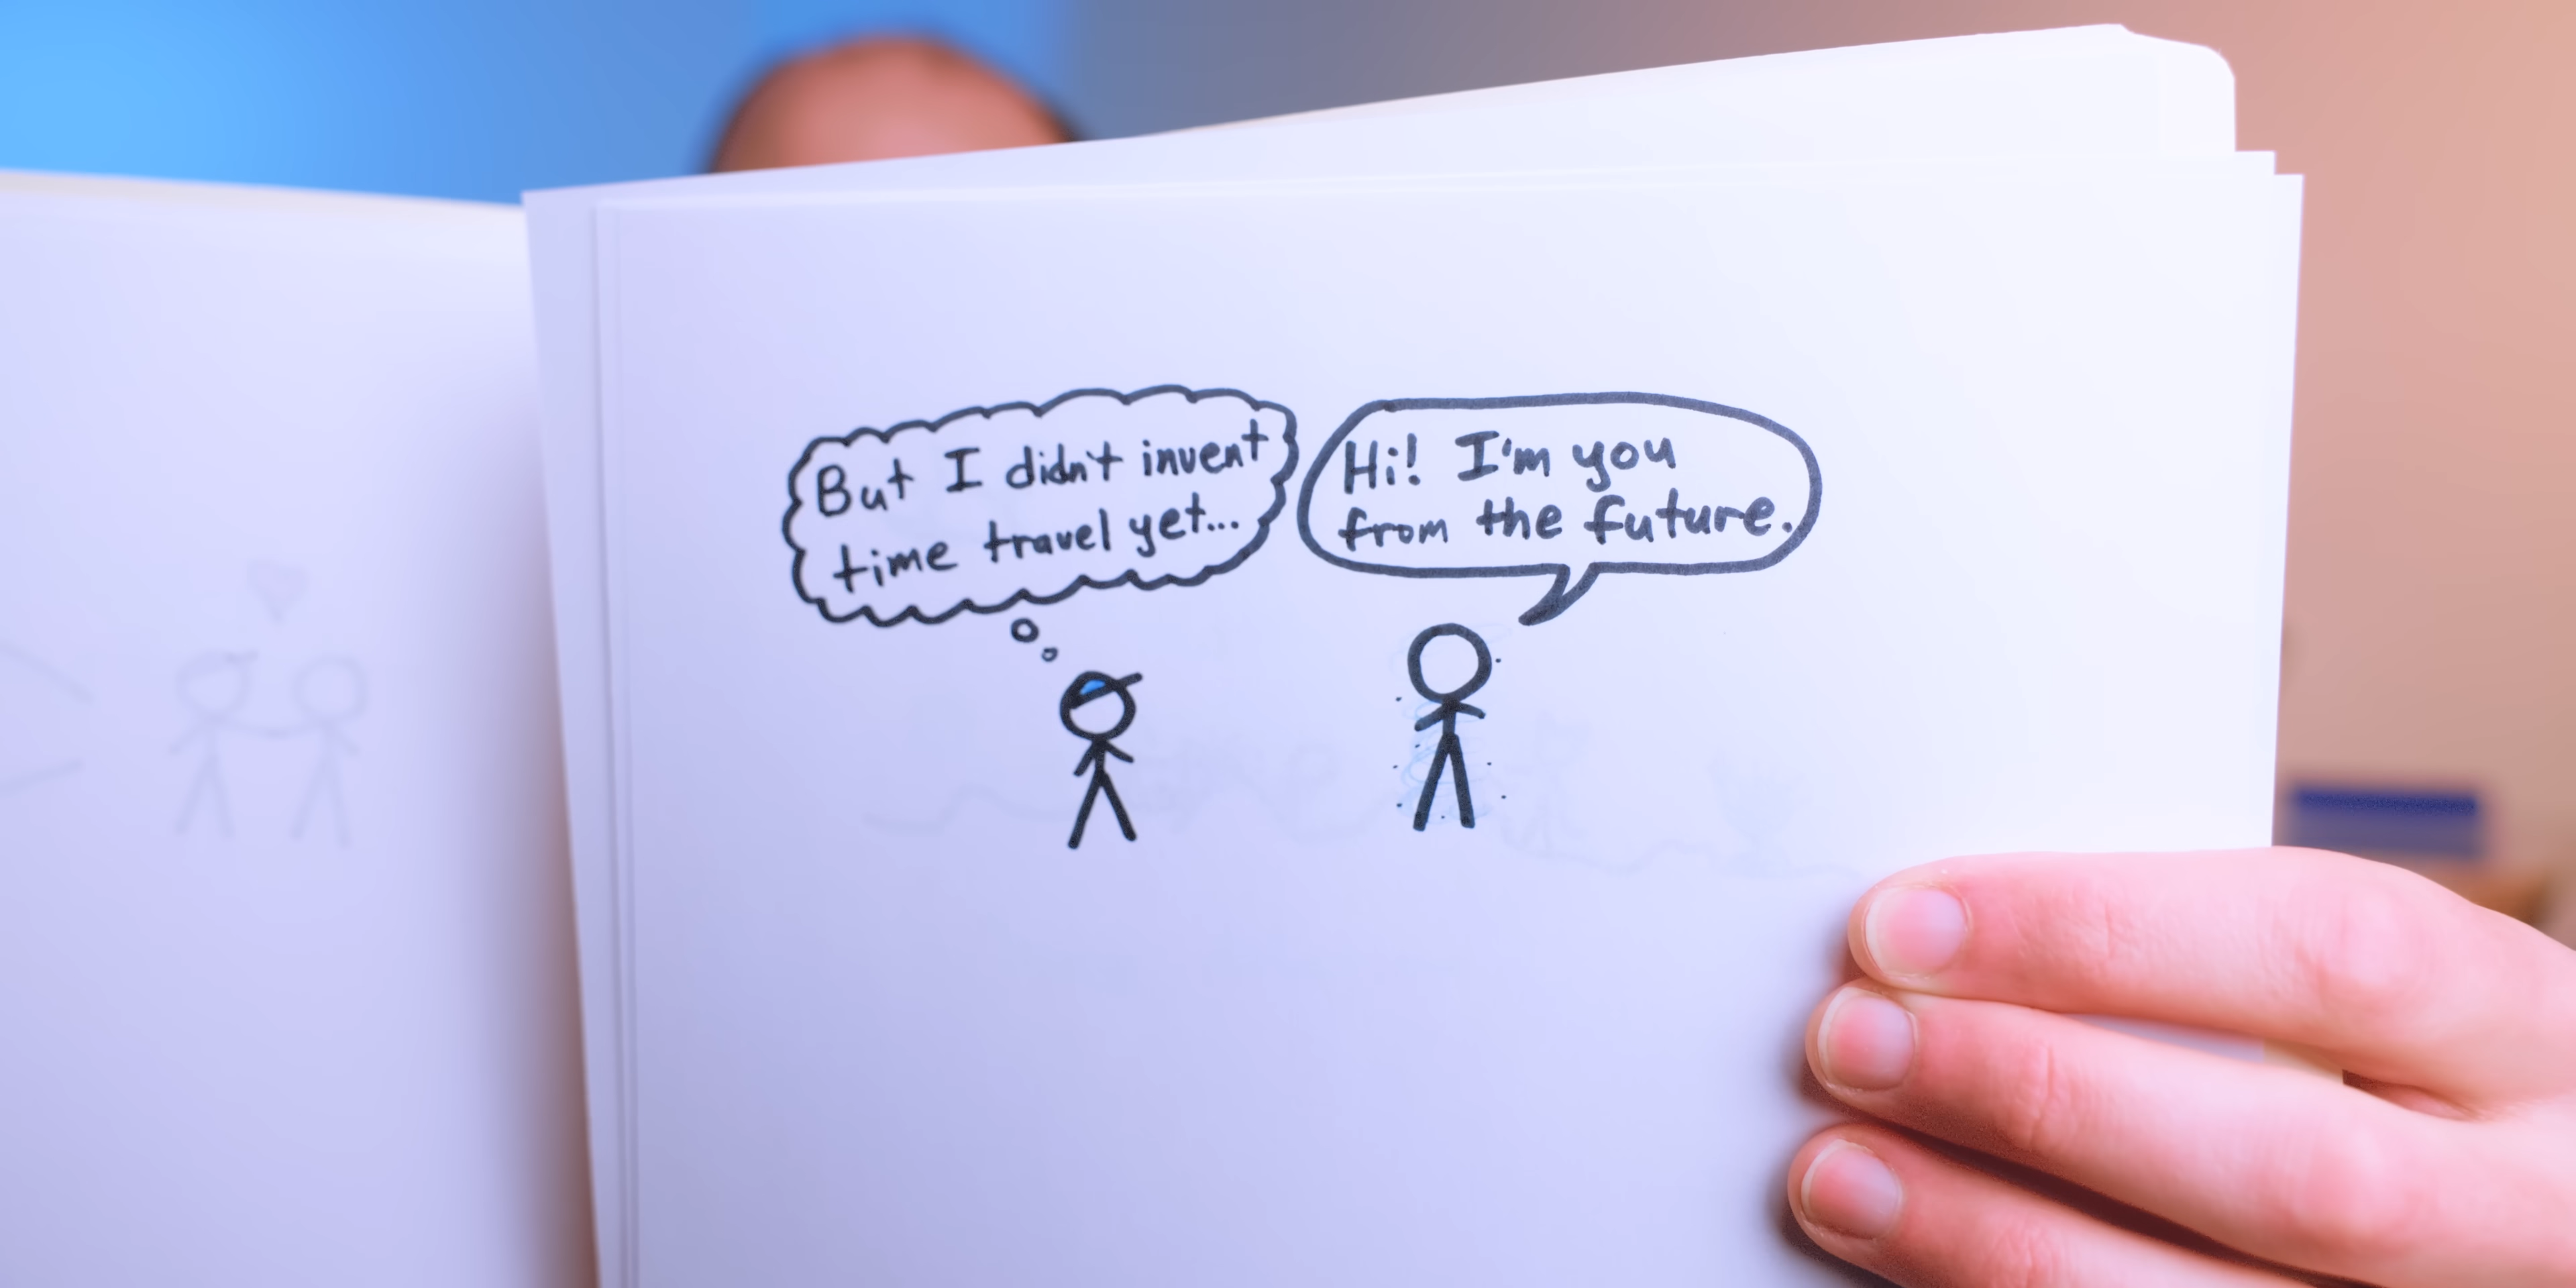 But I didn't invent
time travel yet...
Hi! I'm you
from the future.